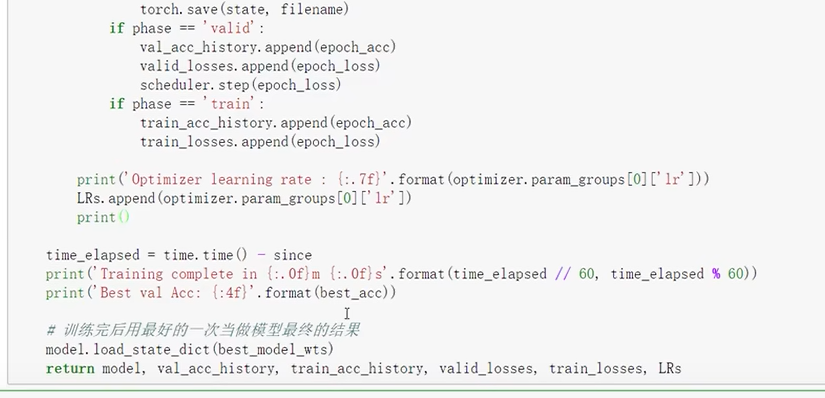 torch.save(state, filename)
if phase == 'valid':
val_acc_history.append(epoch_acc)
valid_losses.append(epoch_loss)
scheduler.step(epoch_loss)
if phase == 'train':
train_acc_history.append(epoch_acc)
train_losses.append(epoch_loss)
print('Optimizer learning rate : {:.7f}'.format(optimizer.param_groups[0]['lr']))
LRs.append(optimizer.param_groups[0]['lr'])
print()
time_elapsed = time.time() - since
print('Training complete in {:.0f}m {:.0f}s'.format(time_elapsed // 60, time_elapsed % 60))
print('Best val Acc: {:4f}'.format(best_acc))
# 训练完后用最好的一次当做模型最终的结果
model.load_state_dict(best_model_wts)
return model, val_acc_history, train_acc_history, valid_losses, train_losses, LRs